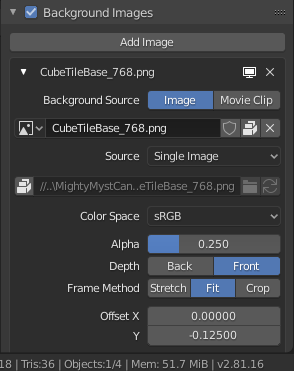 Background Images
Add Image
CubeTileBase_768.png
Background Source Image Movie Clip
CubeTileBase_768.png
Source Single Image
//..\MightyMystCan..eTileBase_768.png
Color Space sRGB
Alpha 0.250
Depth Back Front
Frame Method Stretch Fit Crop
Offset X 0.00000
Y -0.12500
18 | Tris:36 | Objects:1/4 | Mem: 51.7 MiB | v2.81.16